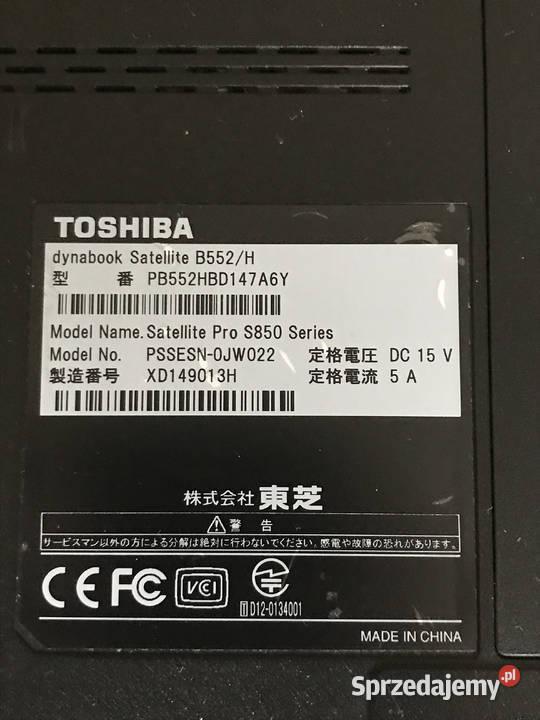 TOSHIBA
dynabook Satellite B552/H
型 番 PB552HBD147A6Y
Model Name. Satellite Pro S850 Series
Model No. PSSESN-0JW022 定格電圧 DC 15 V
製造番号 XD149013H 定格電流 5 A
株式会社 東芝
警 告
サービスマン以外の方による分解は絶対に行わないでください。感電や故障の恐れがあります。
CE FC VCI
T D12-0134001
MADE IN CHINA
Sprzedajemy.pl